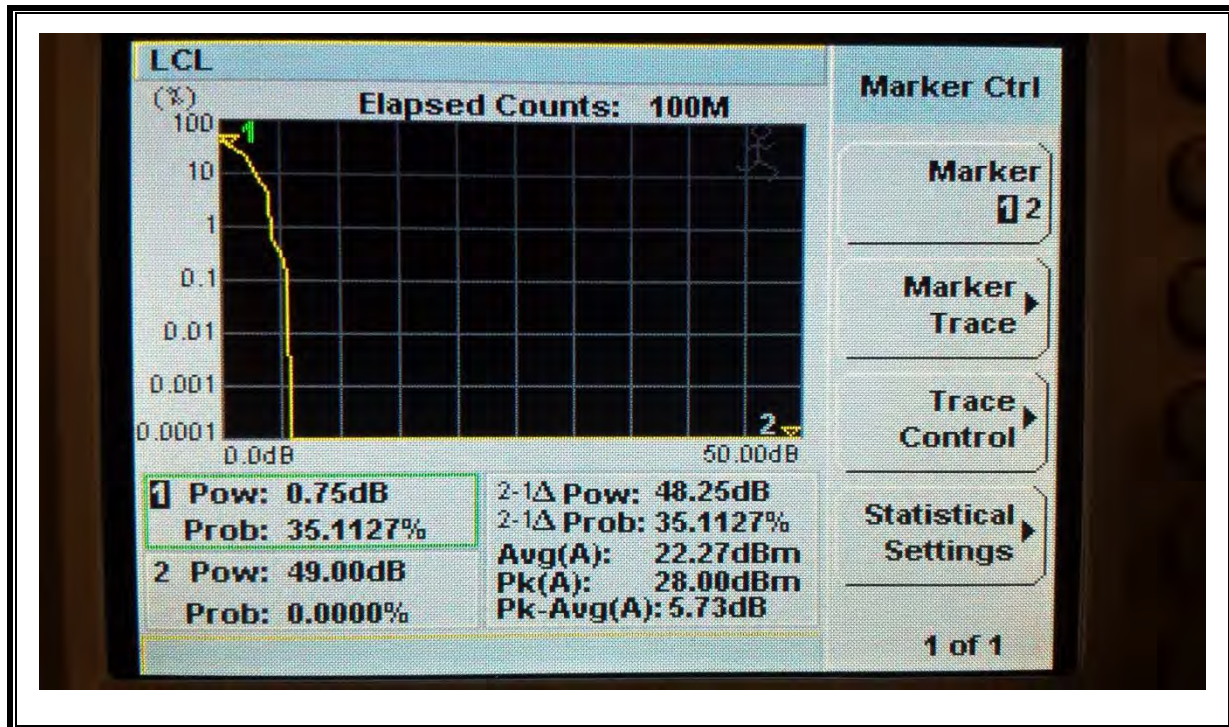 LCL
(%)
Elapsed Counts: 100M
100
10
1
0.1
0.01
0.001
0.0001
1
2
0.0dB
50.00dB
1 Pow: 0.75dB
Prob: 35.1127%
2 Pow: 49.00dB
Prob: 0.0000%
2-1Δ Pow: 48.25dB
2-1Δ Prob: 35.1127%
Avg(A): 22.27dBm
Pk(A): 28.00dBm
Pk-Avg(A): 5.73dB
Marker Ctrl
Marker
1 2
Marker
Trace
Trace
Control
Statistical
Settings
1 of 1